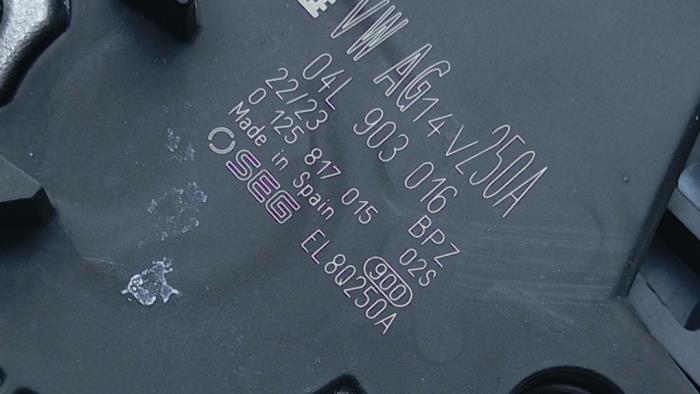 VW AG 14V 250A
04L 903 016
22/23 BPZ
0 125 817 015 02S
Made in Spain 900
SEG EL8Q250A